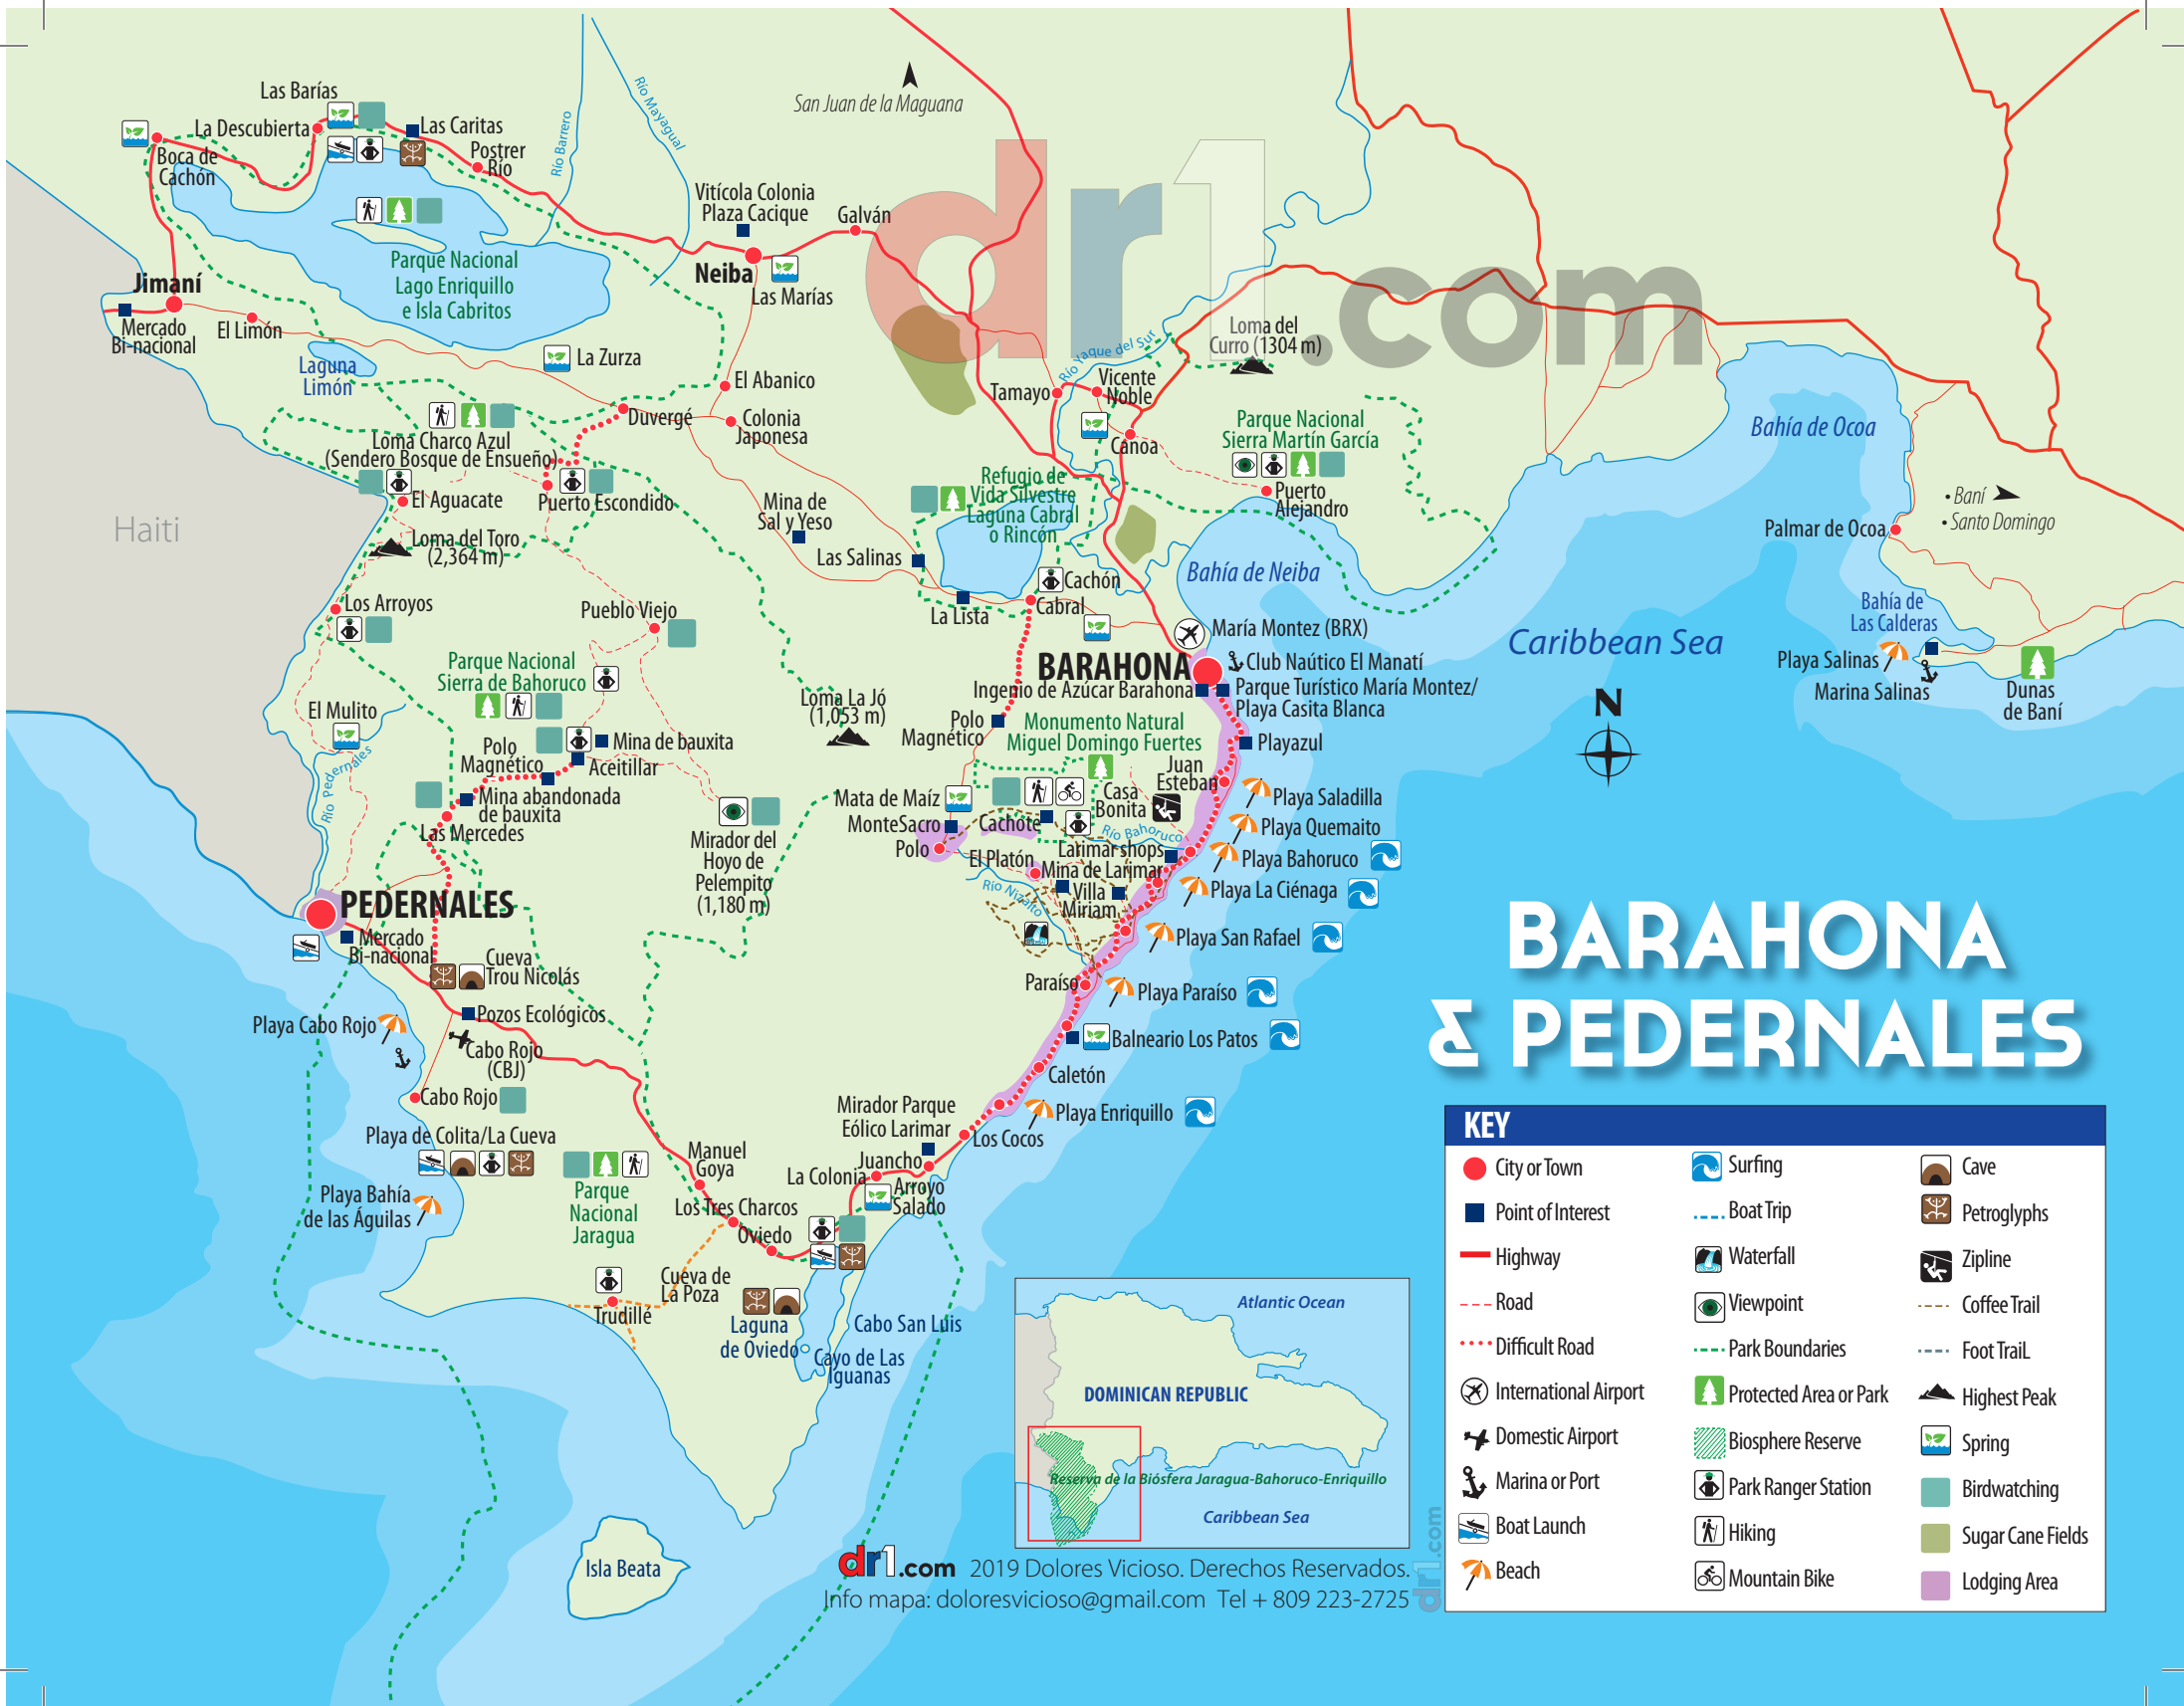 Las Barías
La Descubierta
Las Caritas
Postrer
Río
Boca de
Cachón
Río Barrero
Río Mayagual
San Juan de la Maguana
Vitícola Colonia
Plaza Cacique
Galván
Neiba
Las Marías
Parque Nacional
Lago Enriquillo
e Isla Cabritos
Jimaní
Mercado
Bi-nacional
El Limón
Laguna
Limón
La Zurza
El Abanico
Duvergé
Colonia
Japonesa
dr1.com
Loma del
Curro (1304 m)
Río Yaque del Sur
Tamayo
Vicente
Noble
Canoa
Parque Nacional
Sierra Martín García
Puerto
Alejandro
Bahía de Ocoa
• Baní
• Santo Domingo
Palmar de Ocoa
Loma Charco Azul
(Sendero Bosque de Ensueño)
El Aguacate
Puerto Escondido
Haiti
Loma del Toro
(2,364 m)
Mina de
Sal y Yeso
Las Salinas
Refugio de
Vida Silvestre
Laguna Cabral
o Rincón
Cachón
Cabral
La Lista
Bahía de Neiba
Los Arroyos
Pueblo Viejo
María Montez (BRX)
Caribbean Sea
Bahía de
Las Calderas
Playa Salinas
Marina Salinas
Dunas
de Baní
BARAHONA
Club Naútico El Manatí
Ingenio de Azúcar Barahona
Parque Turístico María Montez/
Playa Casita Blanca
N
Parque Nacional
Sierra de Bahoruco
El Mulito
Río Pedernales
Loma La Jó
(1,053 m)
Polo
Magnético
Monumento Natural
Miguel Domingo Fuertes
Playazul
Polo
Magnético
Mina de bauxita
Aceitillar
Mina abandonada
de bauxita
Las Mercedes
Juan
Esteban
Casa
Bonita
Playa Saladilla
Mata de Maíz
MonteSacro
Cachote
Playa Quemaito
Río Bahoruco
Polo
El Platón
Larimar shops
Playa Bahoruco
Mina de Larimar
Villa
Miriam
Playa La Ciénaga
Río Nizaito
Mirador del
Hoyo de
Pelempito
(1,180 m)
PEDERNALES
Mercado
Bi-nacional
Playa San Rafael
Cueva
Trou Nicolás
Paraíso
Playa Paraíso
Pozos Ecológicos
Playa Cabo Rojo
Cabo Rojo
(CBJ)
Balneario Los Patos
Caletón
Cabo Rojo
Mirador Parque
Eólico Larimar
Playa Enriquillo
Los Cocos
Playa de Colita/La Cueva
Manuel
Goya
Juancho
La Colonia
Arroyo
Salado
Playa Bahía
de las Águilas
Parque
Nacional
Jaragua
Los Tres Charcos
Oviedo
Cueva de
La Poza
Trudillé
Laguna
de Oviedo
Cabo San Luis
Cayo de Las
Iguanas
Isla Beata
BARAHONA
& PEDERNALES
KEY
City or Town
Point of Interest
Highway
Road
Difficult Road
International Airport
Domestic Airport
Marina or Port
Boat Launch
Beach
Surfing
Boat Trip
Waterfall
Viewpoint
Park Boundaries
Protected Area or Park
Biosphere Reserve
Park Ranger Station
Hiking
Mountain Bike
Cave
Petroglyphs
Zipline
Coffee Trail
Foot TraiL
Highest Peak
Spring
Birdwatching
Sugar Cane Fields
Lodging Area
Atlantic Ocean
DOMINICAN REPUBLIC
Reserva de la Biósfera Jaragua-Bahoruco-Enriquillo
Caribbean Sea
dr1.com 2019 Dolores Vicioso. Derechos Reservados.
Info mapa: doloresvicioso@gmail.com Tel + 809 223-2725
dr1.com